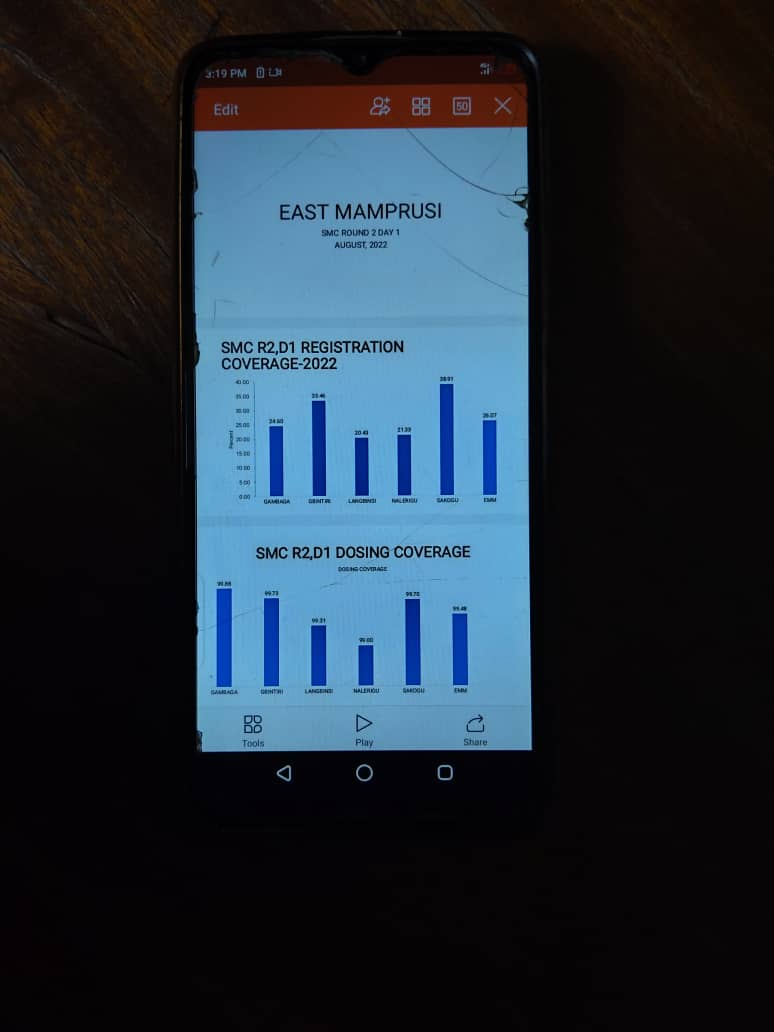 3:19 PM
Edit
50
EAST MAMPRUSI
SMC ROUND 2 DAY 1
AUGUST, 2022
SMC R2,D1 REGISTRATION
COVERAGE-2022
40.00
35.00
30.00
25.00
20.00
15.00
10.00
5.00
0.00
Percent
24.60
33.46
20.43
21.39
38.91
26.27
GAMBAGA
GBINTIRI
LANGBINSI
NALERIGU
SAKOGU
EMM
SMC R2,D1 DOSING COVERAGE
DOSING COVERAGE
99.88
99.73
99.31
99.00
99.70
99.48
GAMBAGA
GBINTIRI
LANGBINSI
NALERIGU
SAKOGU
EMM
Tools
Play
Share